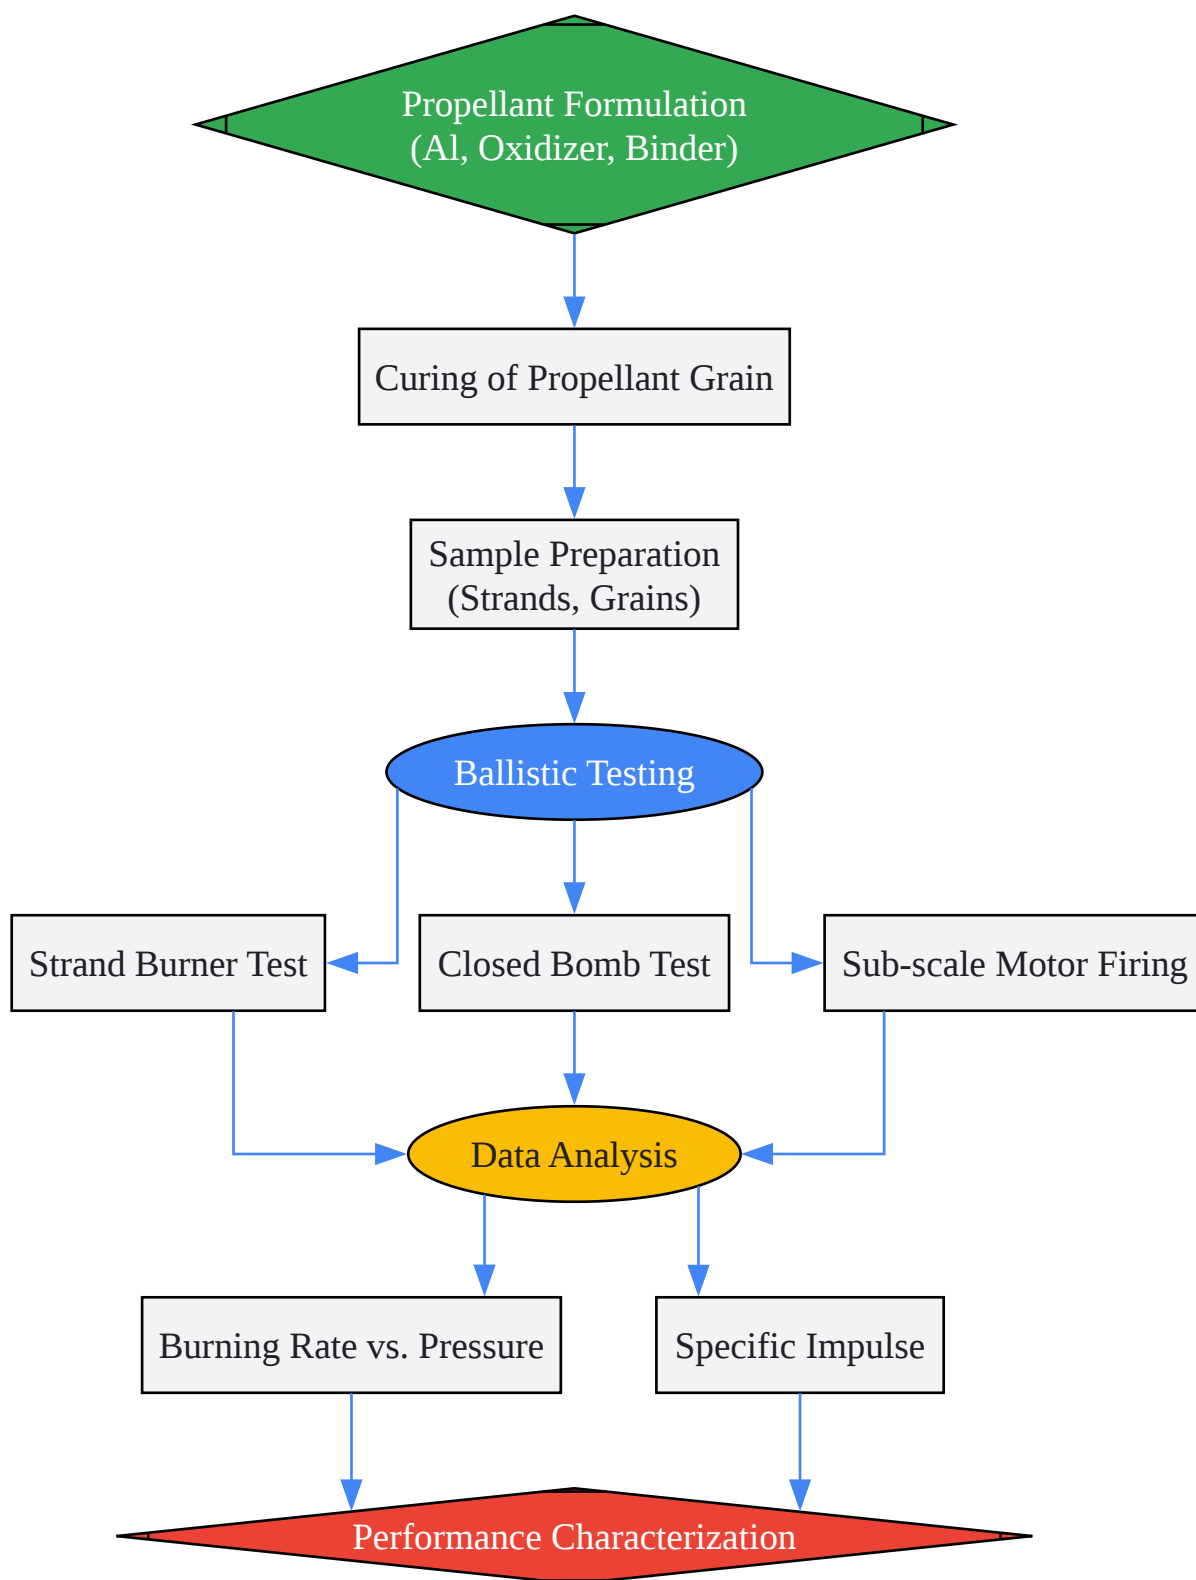 Propellant Formulation
(Al, Oxidizer, Binder)
Curing of Propellant Grain
Sample Preparation
(Strands, Grains)
Ballistic Testing
Strand Burner Test
Closed Bomb Test
Sub-scale Motor Firing
Data Analysis
Burning Rate vs. Pressure
Specific Impulse
Performance Characterization